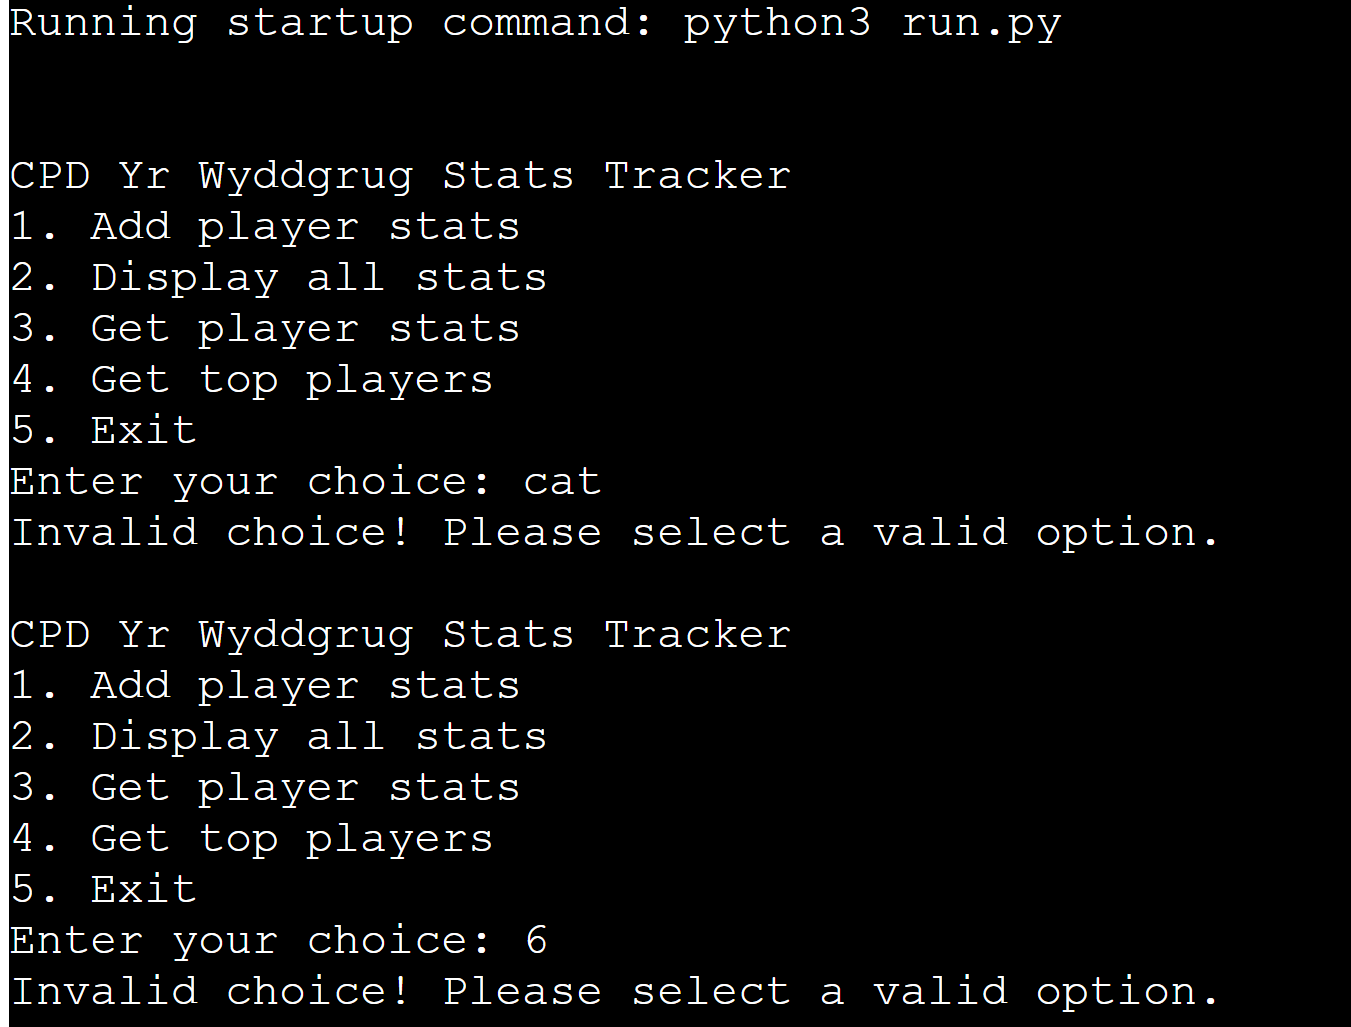 Running startup command: python3 run.py
CPD Yr Wyddgrug Stats Tracker
1. Add player stats
2. Display all stats
3. Get player stats
4. Get top players
5. Exit
Enter your choice: cat
Invalid choice! Please select a valid option.
CPD Yr Wyddgrug Stats Tracker
1. Add player stats
2. Display all stats
3. Get player stats
4. Get top players
5. Exit
Enter your choice: 6
Invalid choice! Please select a valid option.